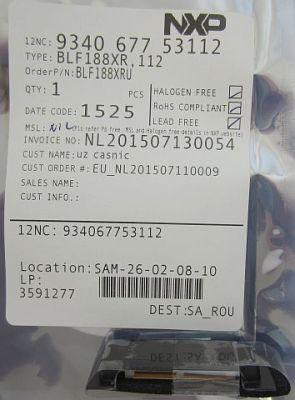 NXP
12NC: 9340 677 53112
TYPE: BLF188XR,112
OrderP/N: BLF188XRU
QTY: 1 PCS
HALOGEN FREE
RoHS COMPLIANT
LEAD FREE
DATE CODE: 1525
MSL: NIL (Pls refer PB free, MSL and Halogen free details in NXP website)
INVOICE NO: NL201507130054
CUST NAME: uz casnic
CUST ORDER #: EU_NL201507110009
SALES NAME:
CUST INFO.:
12NC: 934067753112
Location: SAM-26-02-08-10
LP:
3591277
DEST: SA_ROU